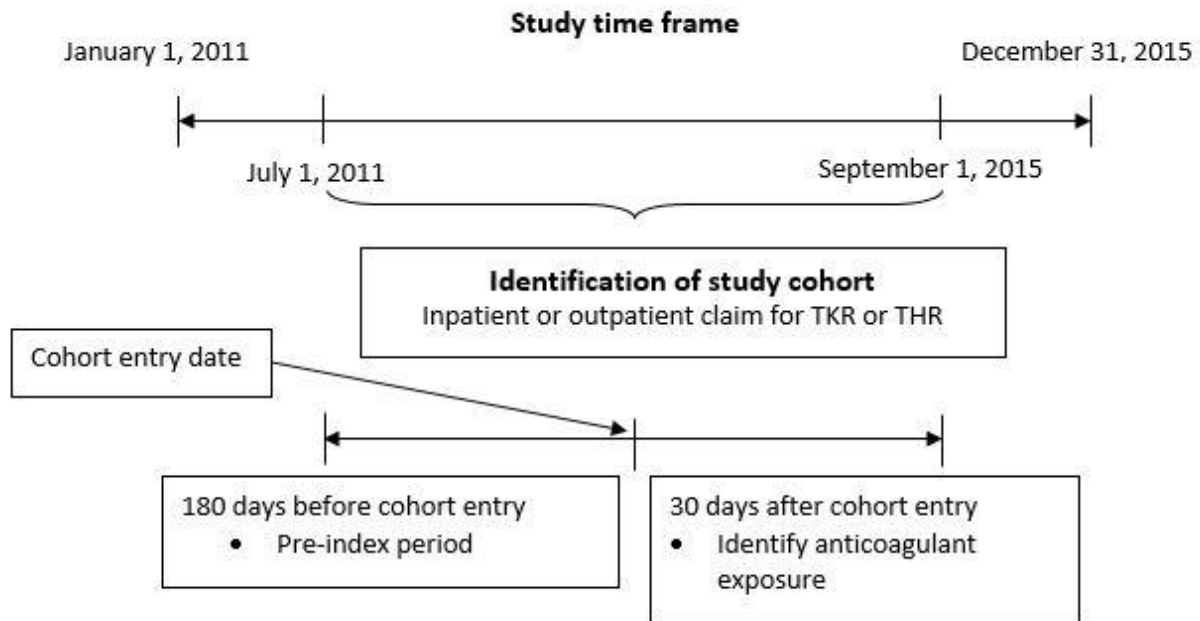 Study time frame
January 1, 2011
December 31, 2015
July 1, 2011
September 1, 2015
Identification of study cohort
Inpatient or outpatient claim for TKR or THR
Cohort entry date
180 days before cohort entry
• Pre-index period
30 days after cohort entry
• Identify anticoagulant
exposure